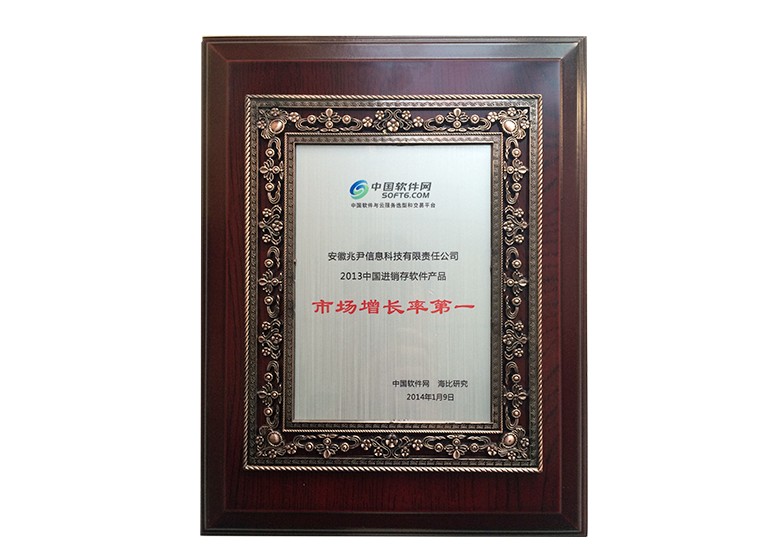 中国软件网
SOFT6.COM
中国软件与云服务选型和交易平台
安徽兆尹信息科技有限责任公司
2013中国进销存软件产品
市场增长率第一
中国软件网 海比研究
2014年1月9日